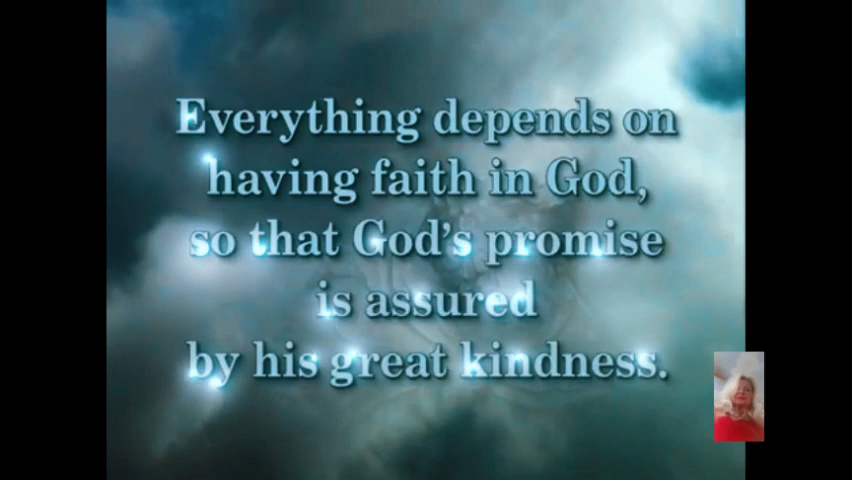 Everything depends on
having faith in God,
so that God's promise
is assured
by his great kindness.